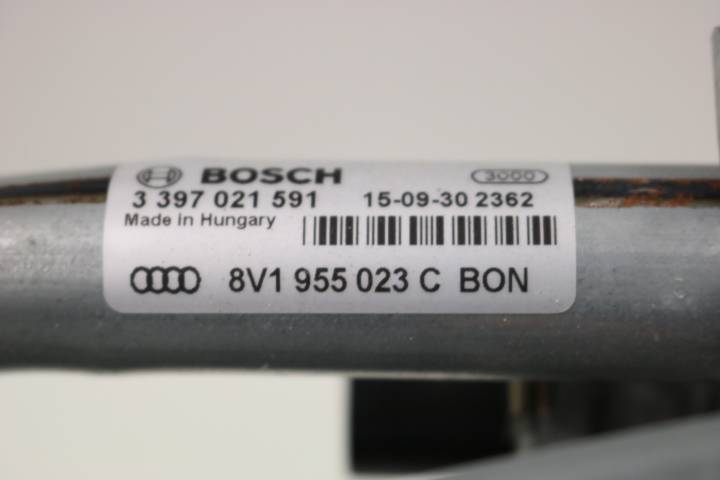 BOSCH 3000
3 397 021 591 15-09-30 2362
Made in Hungary
8V1 955 023 C BON